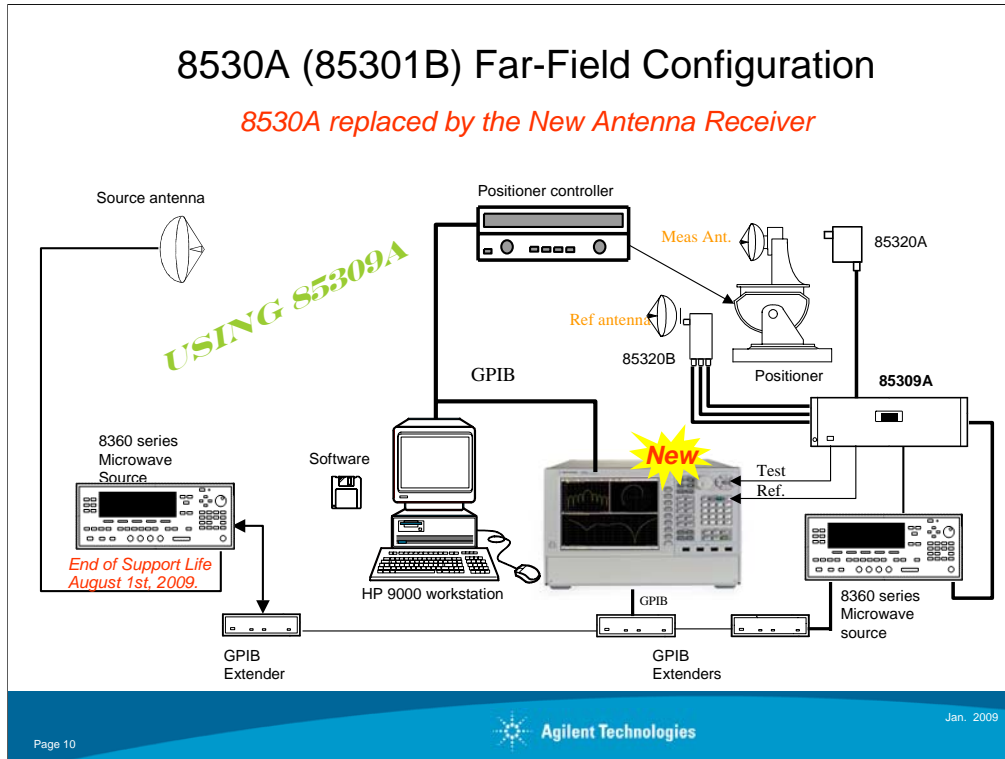 8530A (85301B) Far-Field Configuration
8530A replaced by the New Antenna Receiver
Source antenna
Positioner controller
Meas Ant.
85320A
USING 85309A
Ref antenna
85320B
Positioner
GPIB
85309A
8360 series
Microwave
Source
Software
New
Test
Ref.
End of Support Life
August 1st, 2009.
HP 9000 workstation
GPIB
8360 series
Microwave
source
GPIB
Extender
GPIB
Extenders
Page 10
Agilent Technologies
Jan. 2009